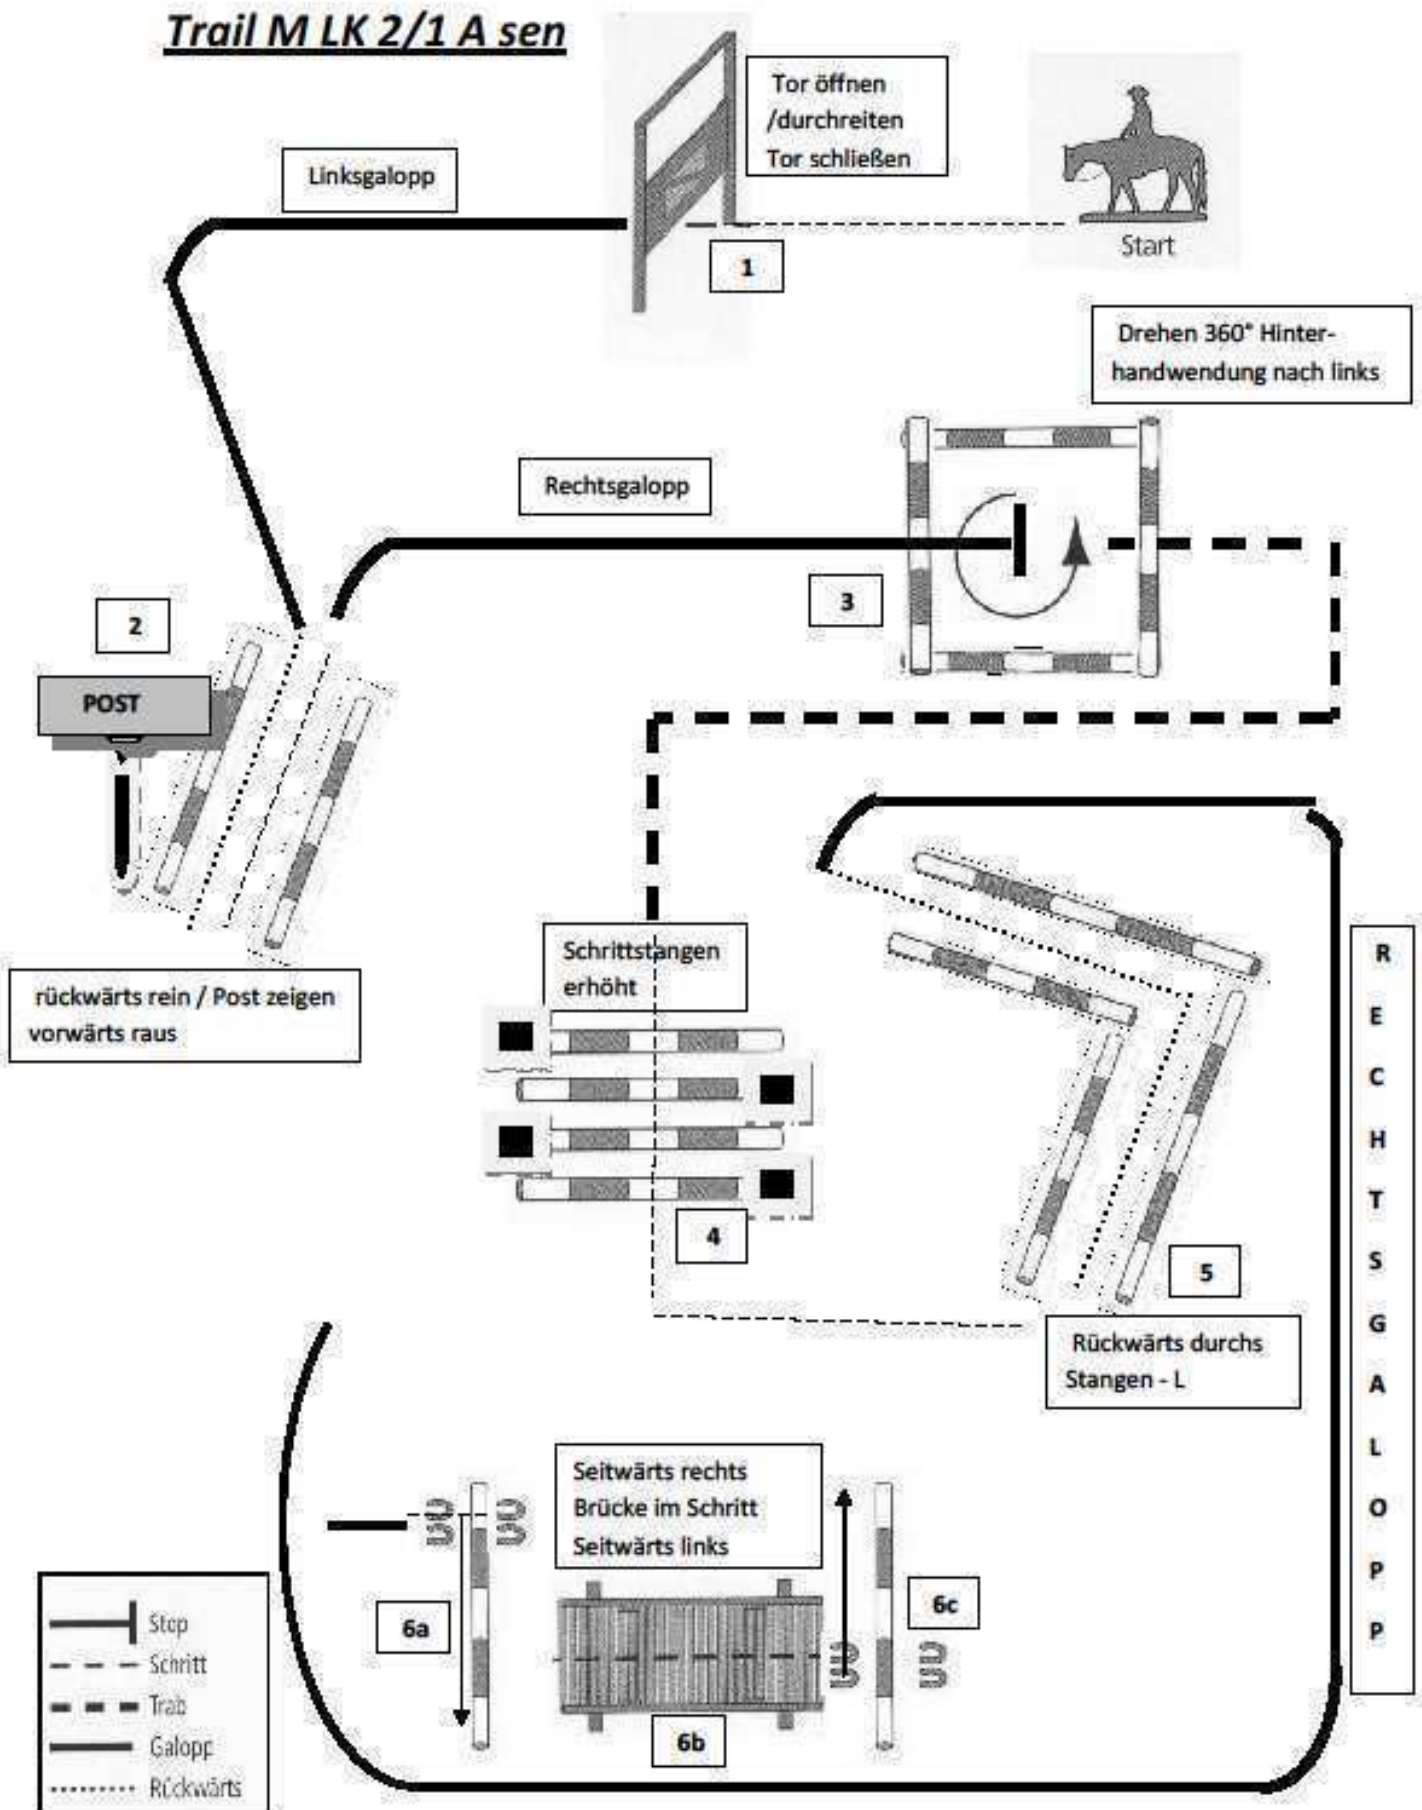 Trail M LK 2/1 A sen
Tor öffnen
/durchreiten
Tor schließen
Linksgalopp
1
Start
Drehen 360° Hinter-
handwendung nach links
Rechtsgalopp
3
2
POST
rückwärts rein / Post zeigen
vorwärts raus
Schrittstangen
erhöht
4
5
Rückwärts durchs
Stangen - L
R
E
C
H
T
S
G
A
L
O
P
P
Seitwärts rechts
Brücke im Schritt
Seitwärts links
6a
6b
6c
Stop
Schritt
Trab
Galopp
Rückwärts